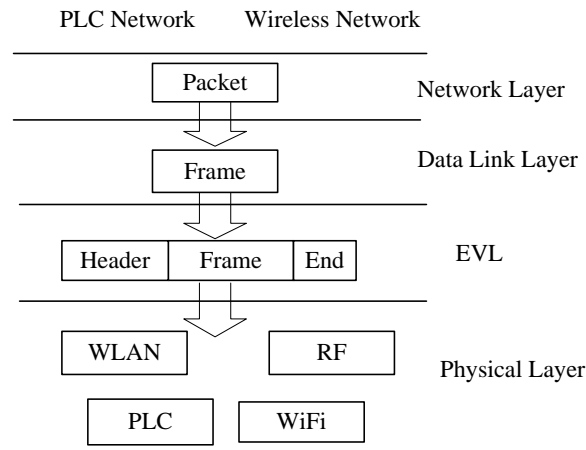 PLC Network Wireless Network
Packet
Network Layer
Frame
Data Link Layer
Header Frame End
EVL
WLAN RF
Physical Layer
PLC WiFi